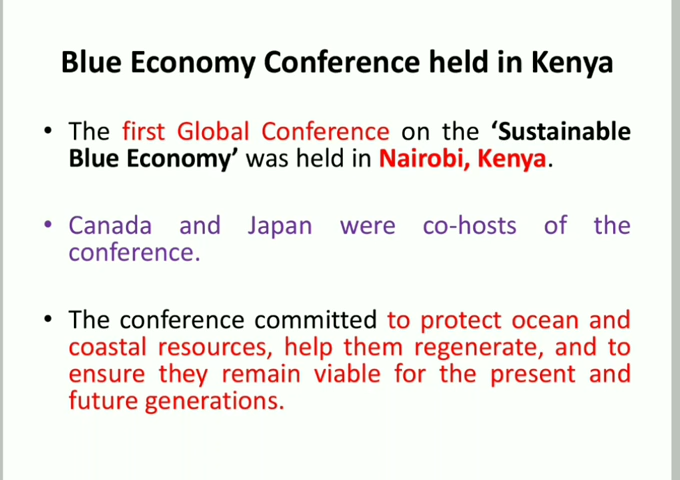 Blue Economy Conference held in Kenya
• The first Global Conference on the ‘Sustainable
Blue Economy’ was held in Nairobi, Kenya.
• Canada and Japan were co-hosts of the
conference.
• The conference committed to protect ocean and
coastal resources, help them regenerate, and to
ensure they remain viable for the present and
future generations.